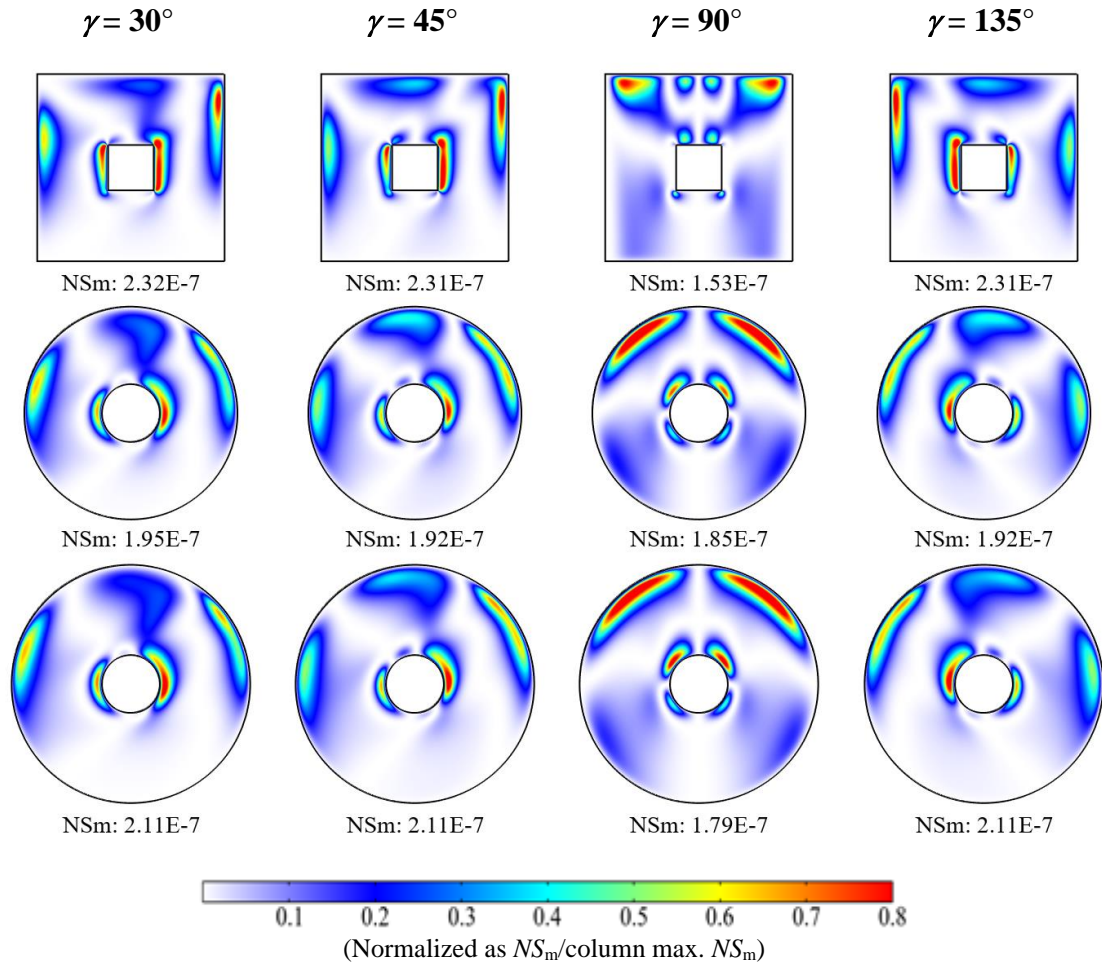 γ = 30° γ = 45° γ = 90° γ = 135°
NSm: 2.32E-7 NSm: 2.31E-7 NSm: 1.53E-7 NSm: 2.31E-7
NSm: 1.95E-7 NSm: 1.92E-7 NSm: 1.85E-7 NSm: 1.92E-7
NSm: 2.11E-7 NSm: 2.11E-7 NSm: 1.79E-7 NSm: 2.11E-7
0.1 0.2 0.3 0.4 0.5 0.6 0.7 0.8
(Normalized as NSm/column max. NSm)